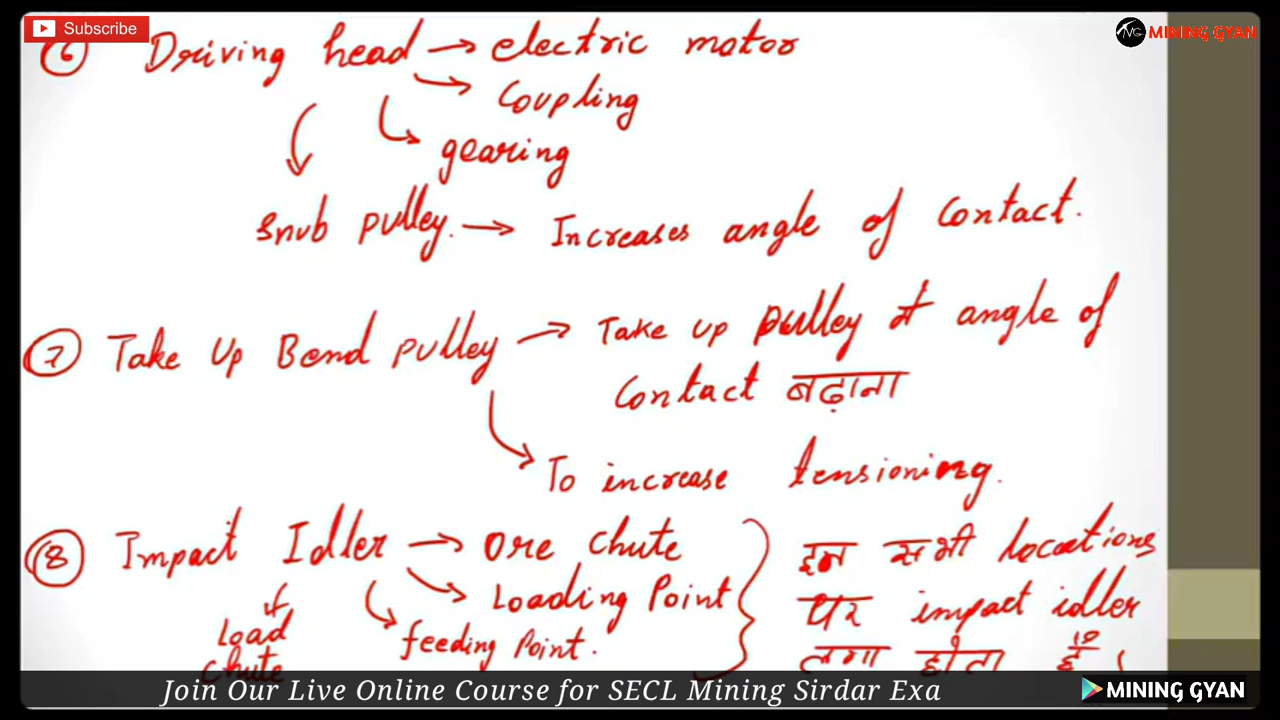 Subscribe
MINING GYAN
6 Driving head → electric motor
→ Coupling
gearing
Snub pulley. → Increases angle of Contact.
7 Take Up Bend pulley → Take up pulley में angle of
Contact बढ़ाना
To increase tensioning.
8 Impact Idler → ore chute
Loading Point
feeding Point.
Load
chute
इन सभी locations
पर impact idler
लगा होता है
Join Our Live Online Course for SECL Mining Sirdar Exa
MINING GYAN